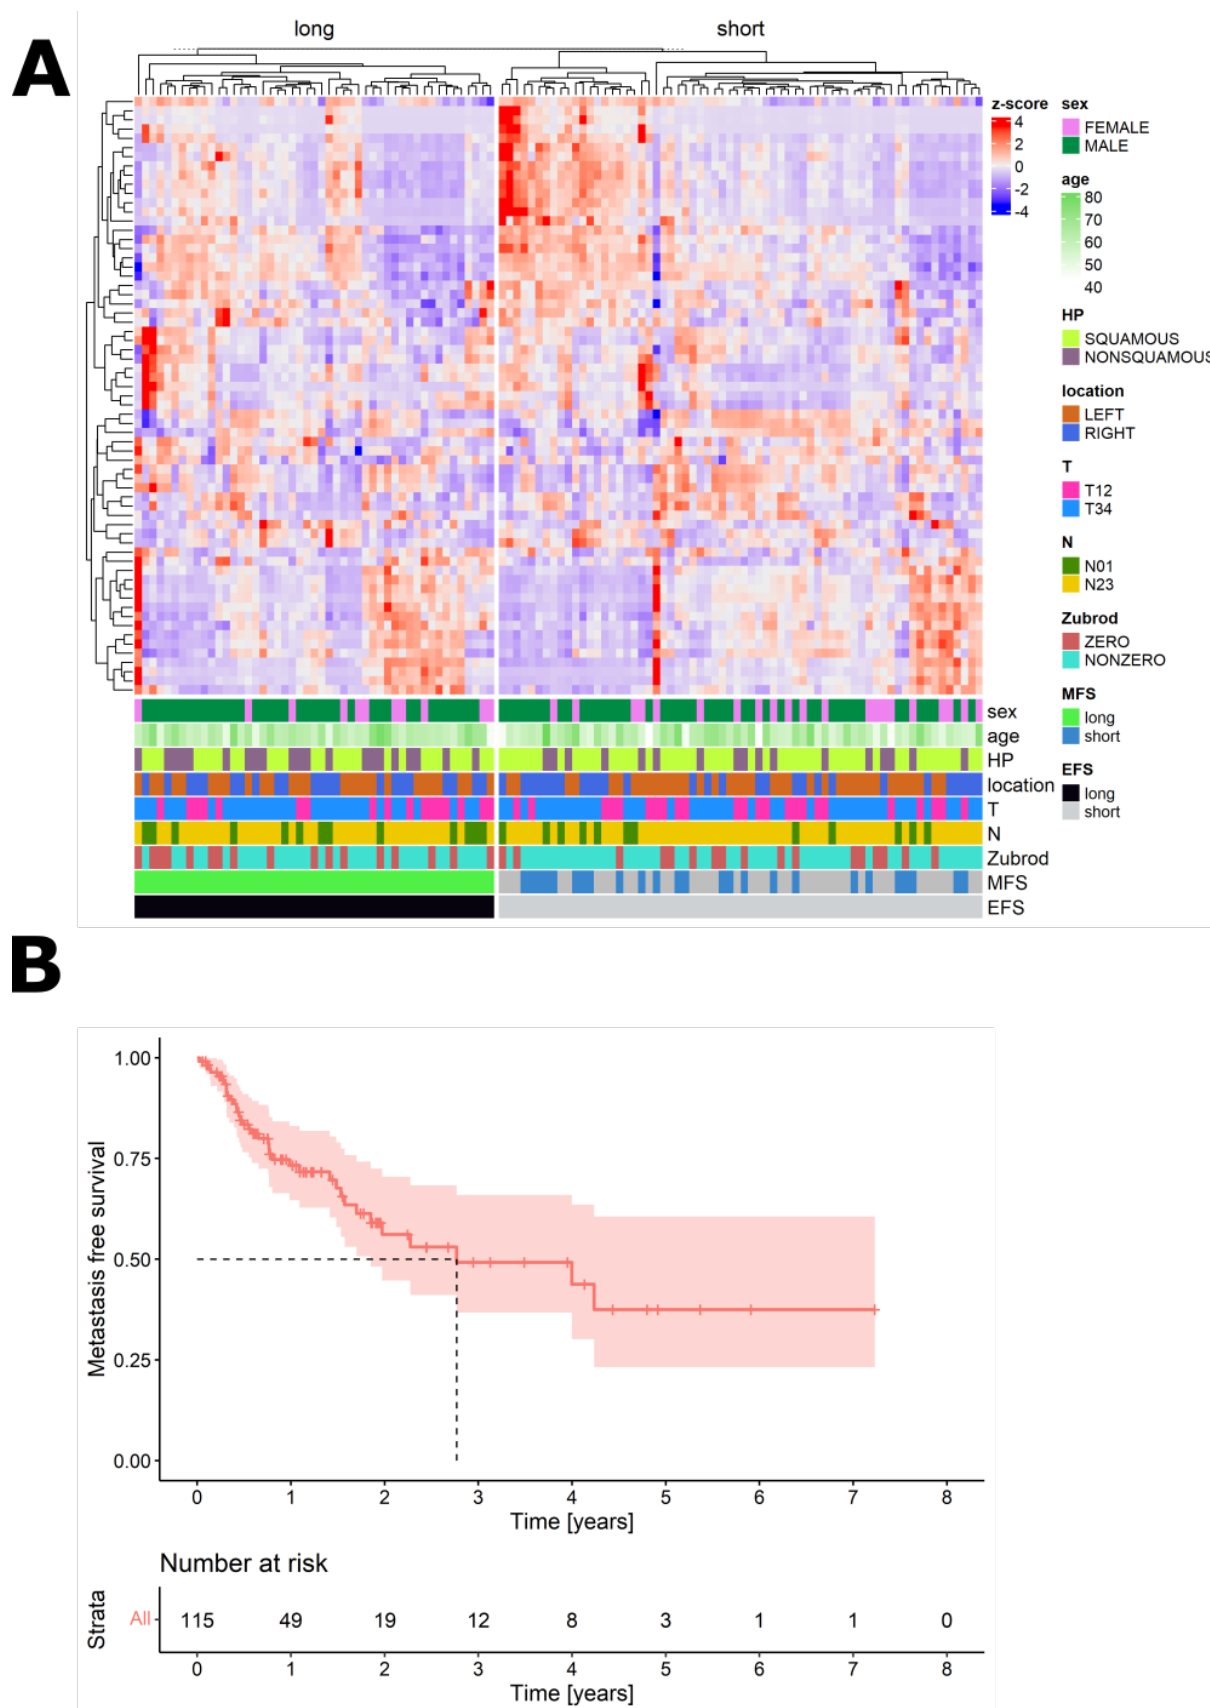 A
long short
z-score
4
2
0
-2
-4
sex
FEMALE
MALE
age
80
70
60
50
40
HP
SQUAMOUS
NONSQUAMOUS
location
LEFT
RIGHT
T
T12
T34
N
N01
N23
Zubrod
ZERO
NONZERO
MFS
long
short
EFS
long
short
sex
age
HP
location
T
N
Zubrod
MFS
EFS
B
Metastasis free survival
1.00
0.75
0.50
0.25
0.00
0 1 2 3 4 5 6 7 8
Time [years]
Number at risk
Strata
All 115 49 19 12 8 3 1 1 0
0 1 2 3 4 5 6 7 8
Time [years]